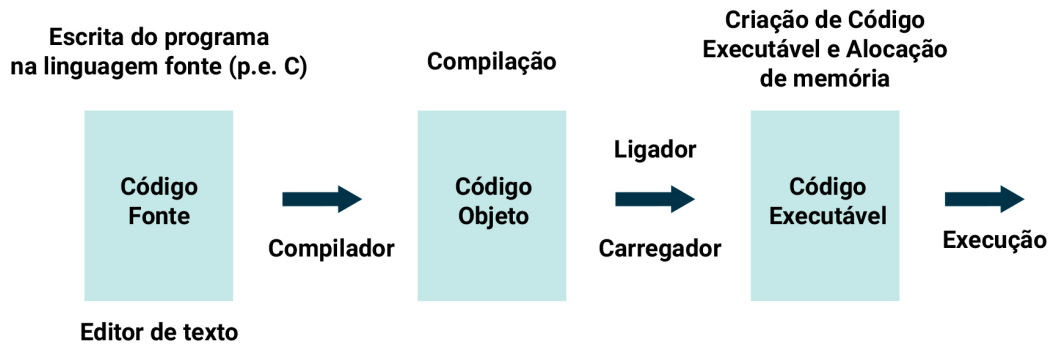 Escrita do programa
na linguagem fonte (p.e. C)
Código
Fonte
Editor de texto
Compilador
Compilação
Código
Objeto
Ligador
Carregador
Criação de Código
Executável e Alocação
de memória
Código
Executável
Execução